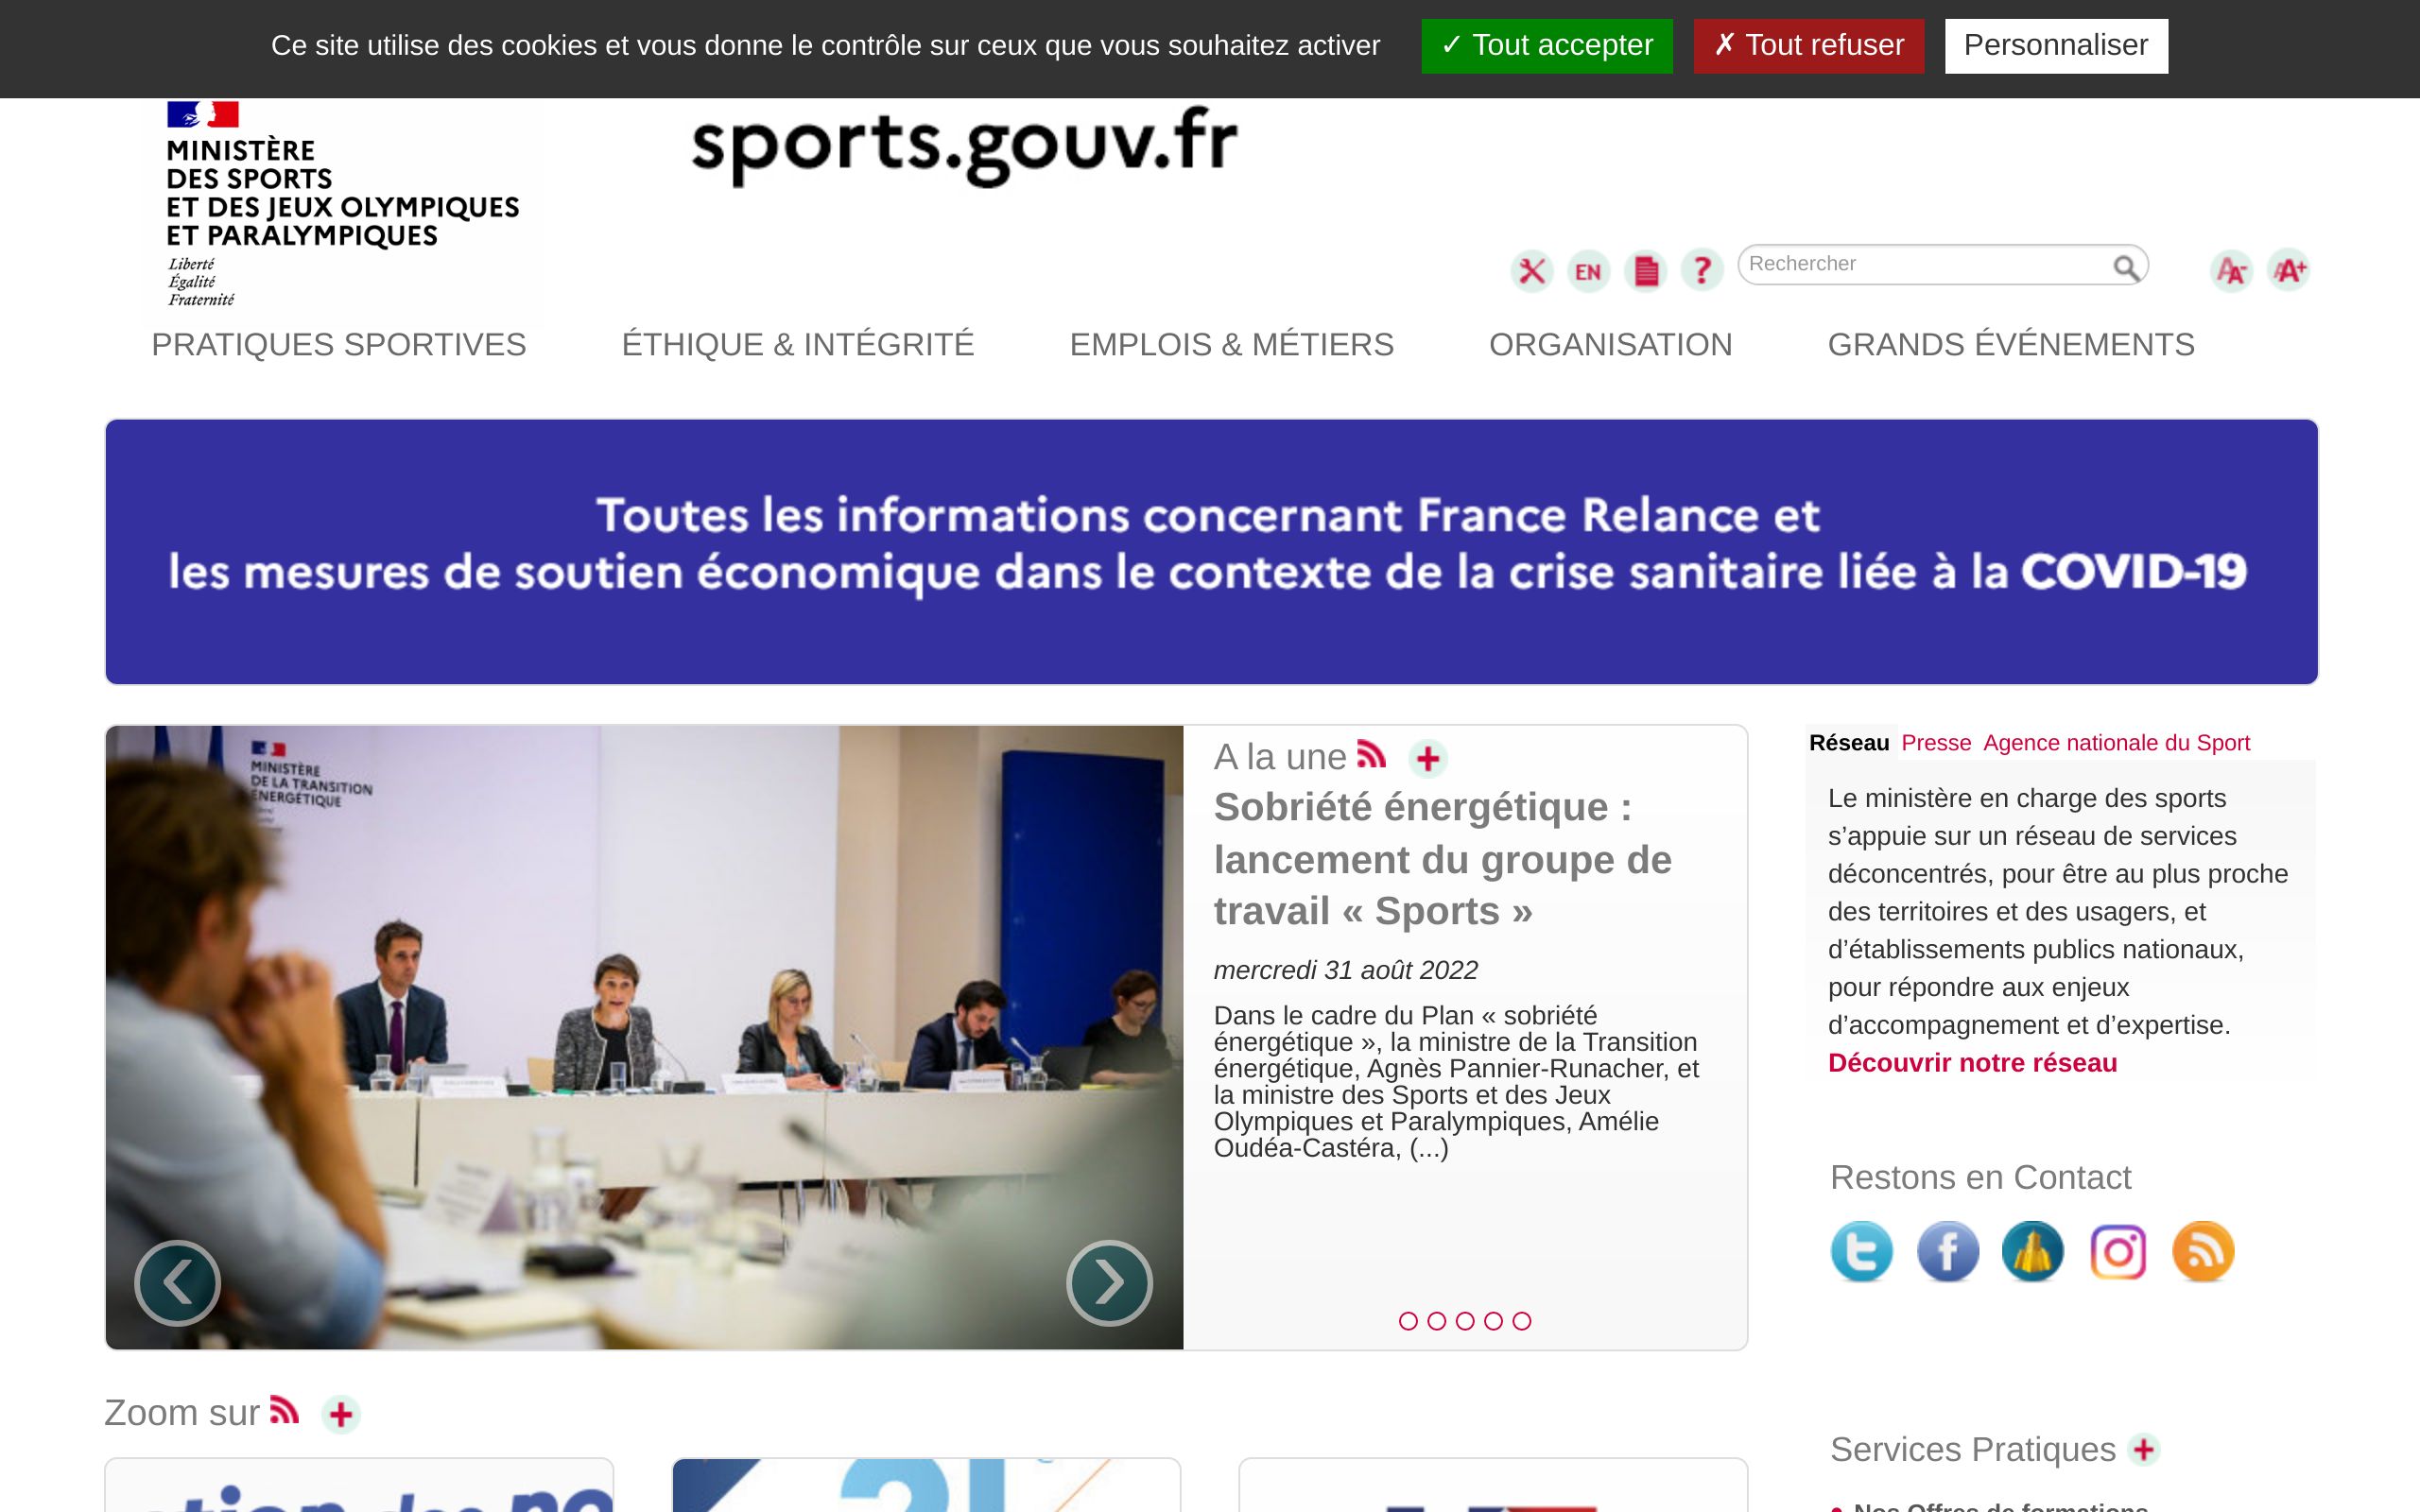 Ce site utilise des cookies et vous donne le contrôle sur ceux que vous souhaitez activer
✓ Tout accepter
✗ Tout refuser
Personnaliser
MINISTÈRE
DES SPORTS
ET DES JEUX OLYMPIQUES
ET PARALYMPIQUES
Liberté
Égalité
Fraternité
sports.gouv.fr
EN
?
Rechercher
AA-
AA+
PRATIQUES SPORTIVES
ÉTHIQUE & INTÉGRITÉ
EMPLOIS & MÉTIERS
ORGANISATION
GRANDS ÉVÉNEMENTS
Toutes les informations concernant France Relance et
les mesures de soutien économique dans le contexte de la crise sanitaire liée à la COVID-19
MINISTÈRE
DE LA TRANSITION
ÉNERGÉTIQUE
A la une
Sobriété énergétique :
lancement du groupe de
travail « Sports »
mercredi 31 août 2022
Dans le cadre du Plan « sobriété
énergétique », la ministre de la Transition
énergétique, Agnès Pannier-Runacher, et
la ministre des Sports et des Jeux
Olympiques et Paralympiques, Amélie
Oudéa-Castéra, (...)
Réseau Presse Agence nationale du Sport
Le ministère en charge des sports
s’appuie sur un réseau de services
déconcentrés, pour être au plus proche
des territoires et des usagers, et
d’établissements publics nationaux,
pour répondre aux enjeux
d’accompagnement et d’expertise.
Découvrir notre réseau
Restons en Contact
Zoom sur
Services Pratiques
Nos Offres de formations